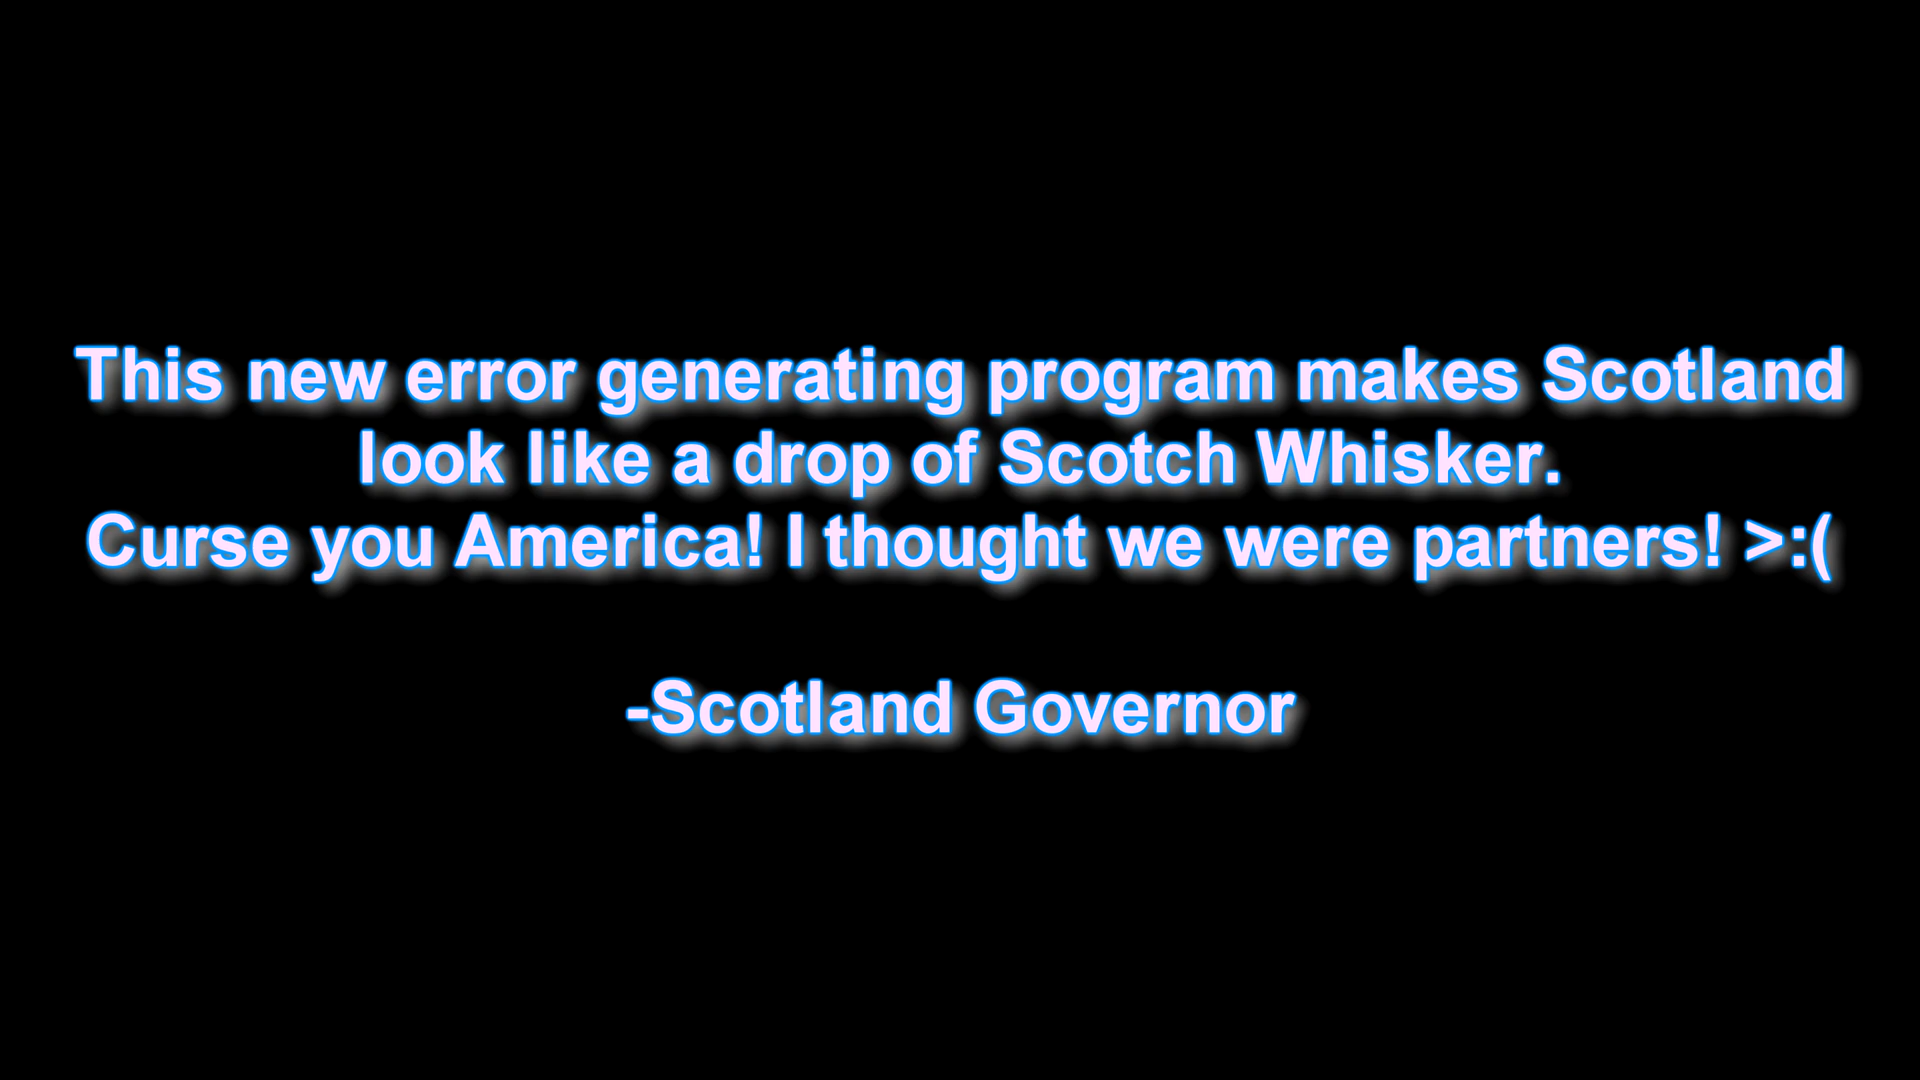 This new error generating program makes Scotland
look like a drop of Scotch Whisker.
Curse you America! I thought we were partners! >:(
-Scotland Governor